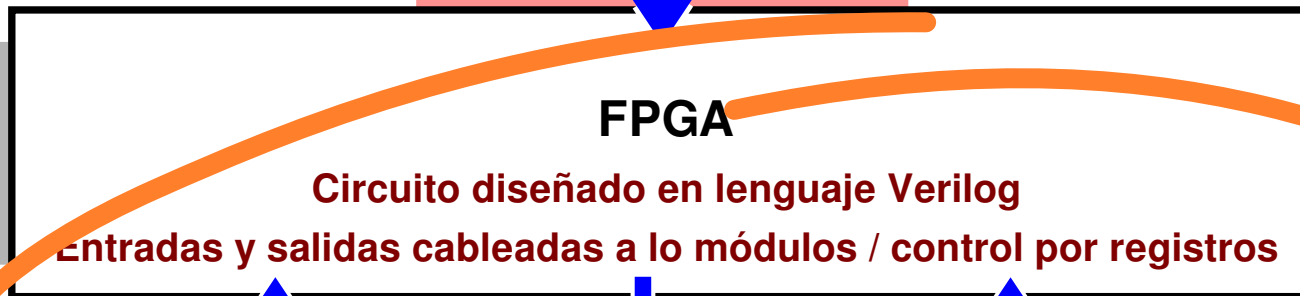 FPGA
Circuito diseñado en lenguaje Verilog
Entradas y salidas cableadas a lo módulos / control por registros